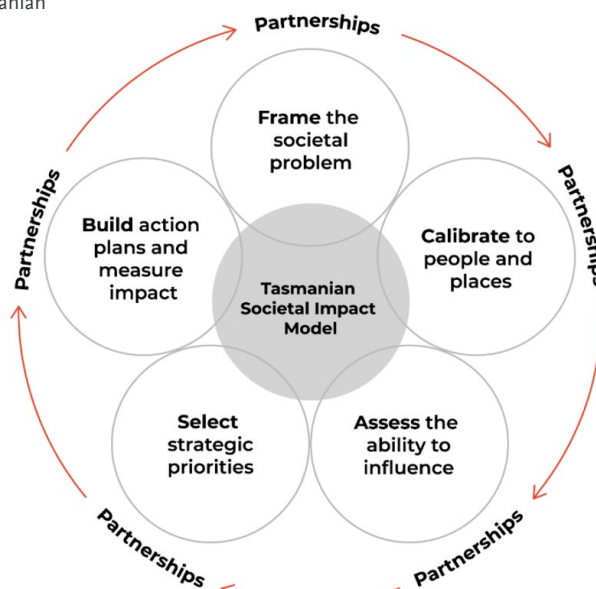 Partnerships
Frame the
societal
problem
Partnerships
Calibrate to
people and
places
Partnerships
Assess the
ability to
influence
Partnerships
Select
strategic
priorities
Partnerships
Build action
plans and
measure
impact
Tasmanian
Societal Impact
Model